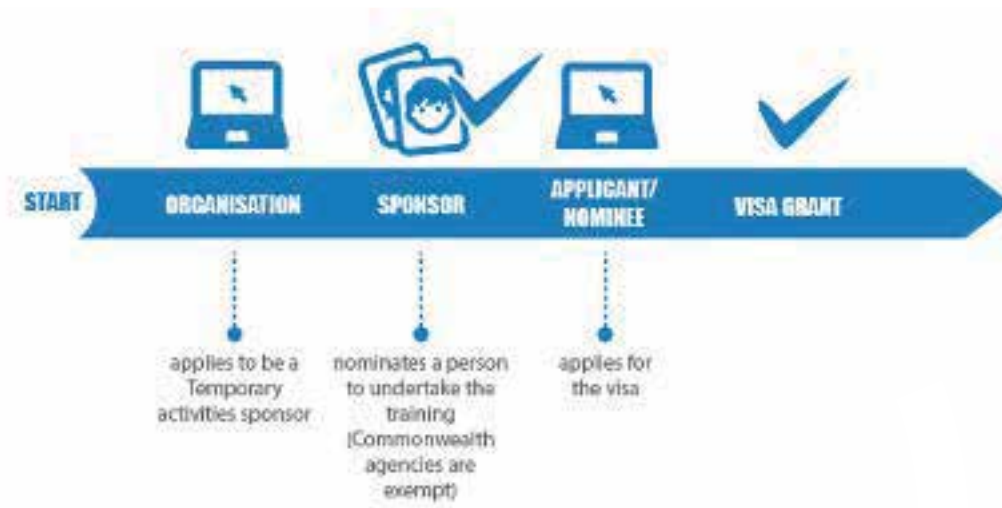 START
ORGANISATION
SPONSOR
APPLICANT/
NOMINEE
VISA GRANT
applies to be a
Temporary
activities sponsor
nominates a person
to undertake the
training
(Commonwealth
agencies are
exempt)
applies for
the visa